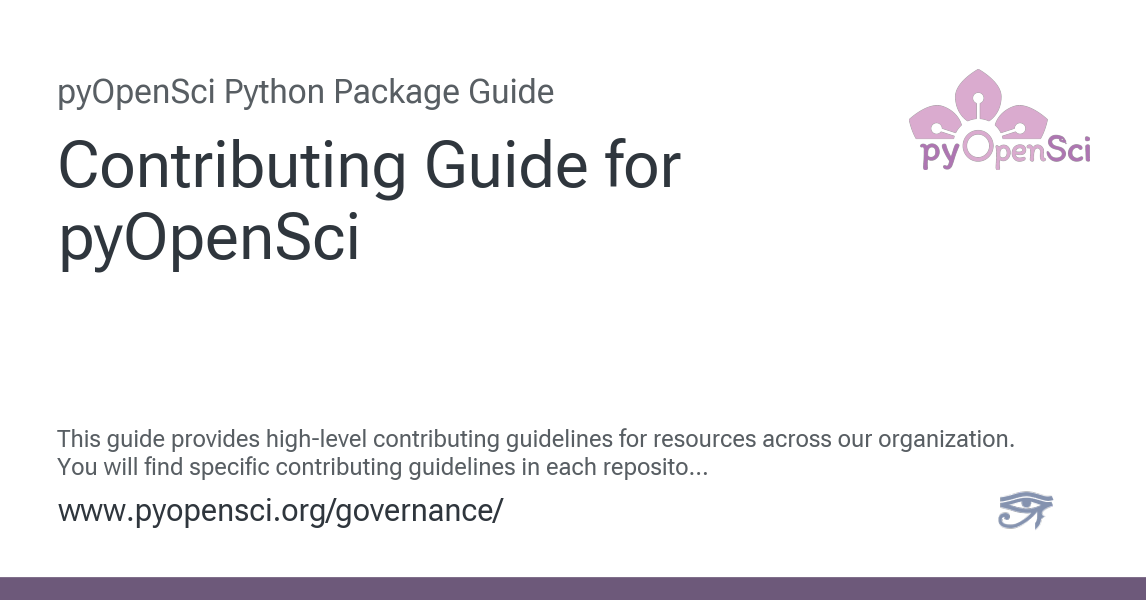 pyOpenSci Python Package Guide
Contributing Guide for
pyOpenSci
pyOpenSci
This guide provides high-level contributing guidelines for resources across our organization.
You will find specific contributing guidelines in each reposito...
www.pyopensci.org/governance/